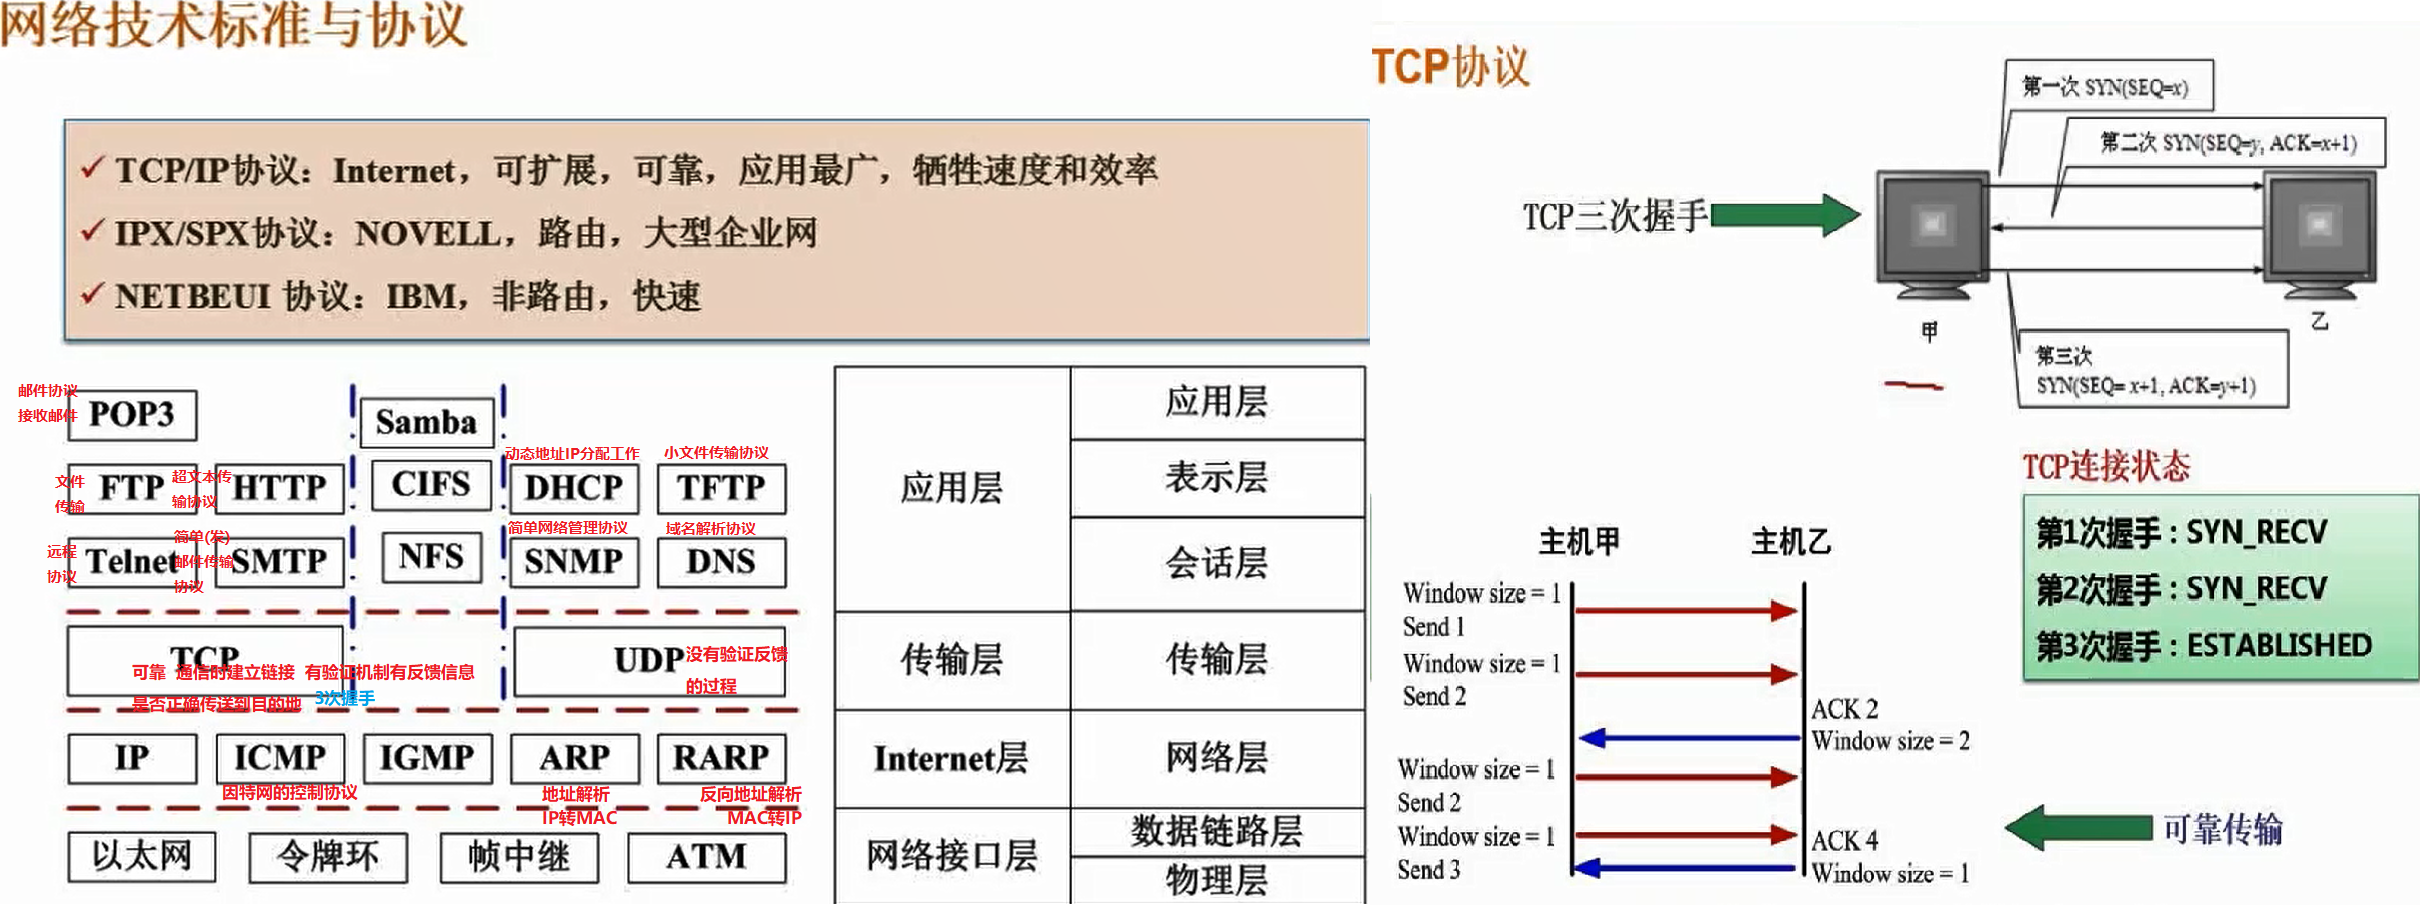 网络技术标准与协议
TCP/IP协议：Internet，可扩展，可靠，应用最广，牺牲速度和效率
IPX/SPX协议：NOVELL，路由，大型企业网
NETBEUI 协议：IBM，非路由，快速
邮件协议
接收邮件
POP3
Samba
文件
传输
FTP
超文本传
输协议
HTTP
CIFS
动态地址IP分配工作
DHCP
小文件传输协议
TFTP
远程
协议
Telnet
简单(发)
邮件传输
协议
SMTP
NFS
简单网络管理协议
SNMP
域名解析协议
DNS
TCP
可靠 通信时建立链接 有验证机制有反馈信息
是否正确传送到目的地
3次握手
UDP
没有验证反馈
的过程
IP
ICMP
因特网的控制协议
IGMP
ARP
地址解析
IP转MAC
RARP
反向地址解析
MAC转IP
以太网
令牌环
帧中继
ATM
应用层
应用层
表示层
会话层
传输层
传输层
Internet层
网络层
网络接口层
数据链路层
物理层
TCP协议
TCP三次握手
第一次 SYN(SEQ=x)
第二次 SYN(SEQ=y, ACK=x+1)
甲
乙
第三次
SYN(SEQ= x+1, ACK=y+1)
TCP连接状态
第1次握手：SYN_RECV
第2次握手：SYN_RECV
第3次握手：ESTABLISHED
主机甲
主机乙
Window size = 1
Send 1
Window size = 1
Send 2
ACK 2
Window size = 2
Window size = 1
Send 2
Window size = 1
Send 3
ACK 4
Window size = 1
可靠传输